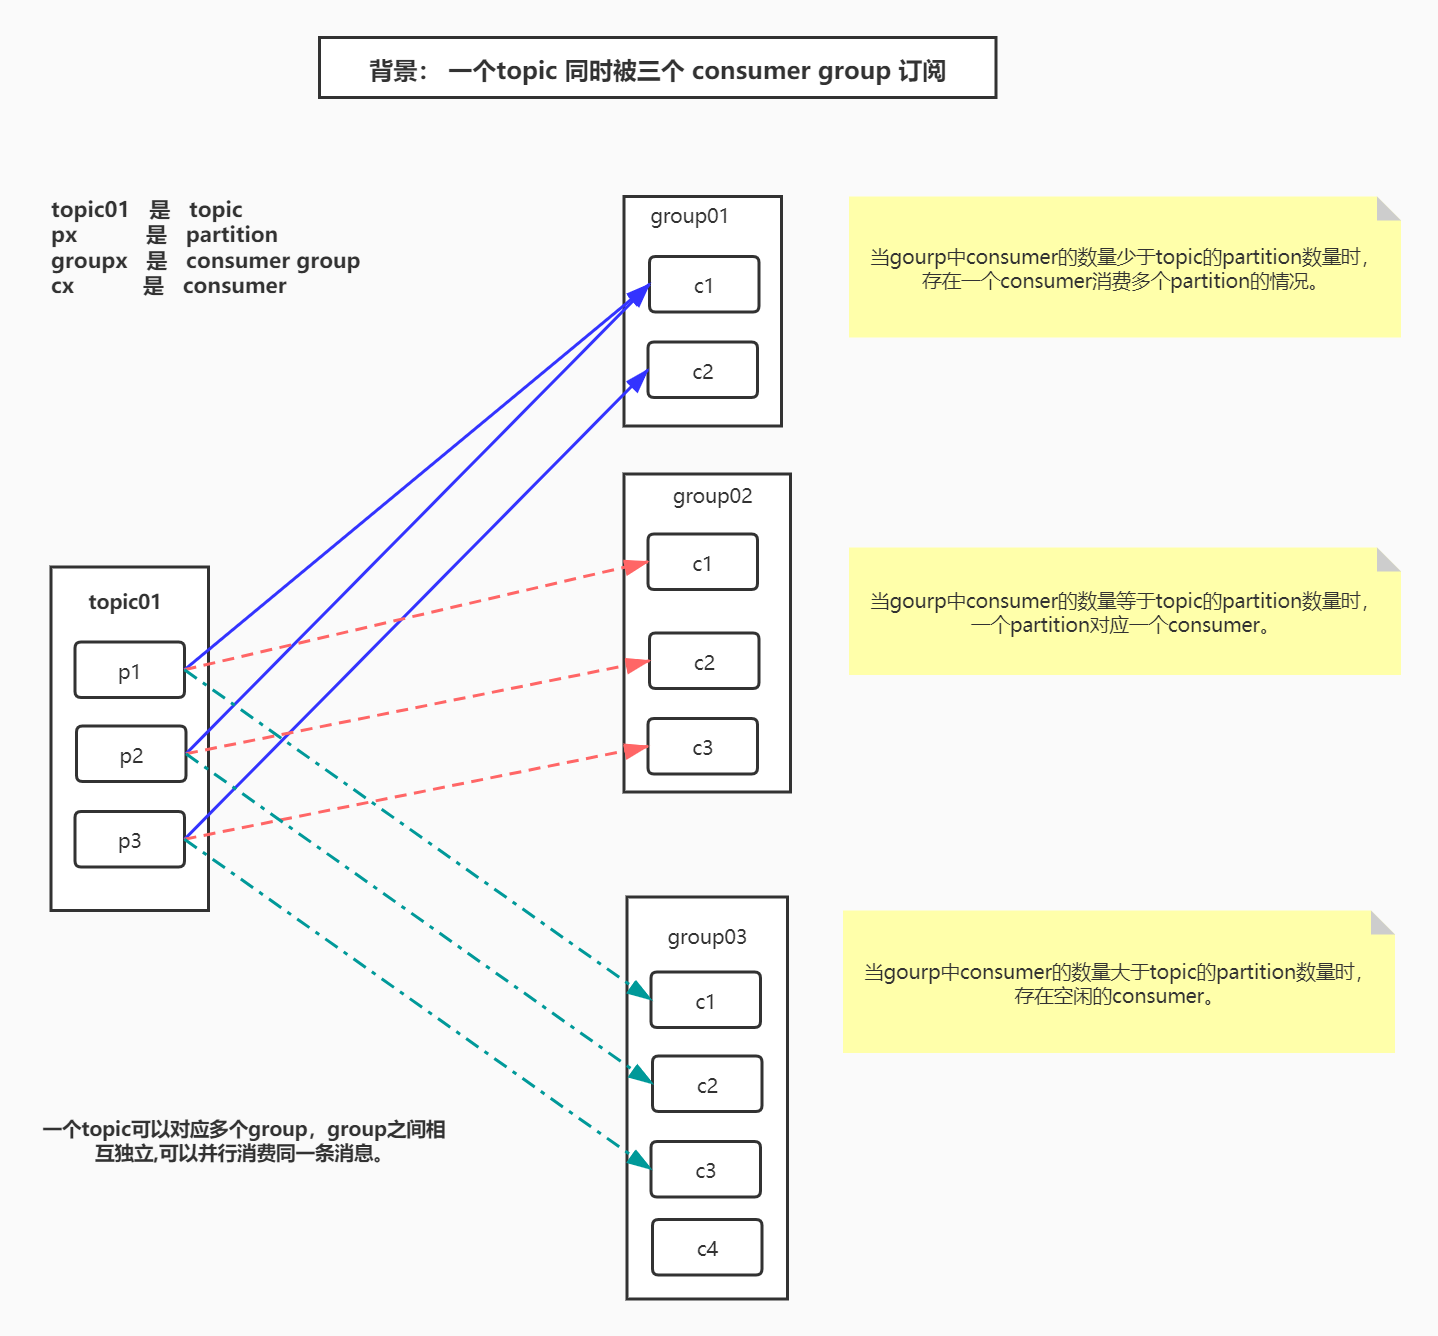 背景： 一个topic 同时被三个 consumer group 订阅
topic01 是 topic
px 是 partition
groupx 是 consumer group
cx 是 consumer
group01
c1
c2
当gourp中consumer的数量少于topic的partition数量时，
存在一个consumer消费多个partition的情况。
group02
c1
c2
c3
当gourp中consumer的数量等于topic的partition数量时，
一个partition对应一个consumer。
topic01
p1
p2
p3
group03
c1
c2
c3
c4
当gourp中consumer的数量大于topic的partition数量时，
存在空闲的consumer。
一个topic可以对应多个group，group之间相
互独立,可以并行消费同一条消息。